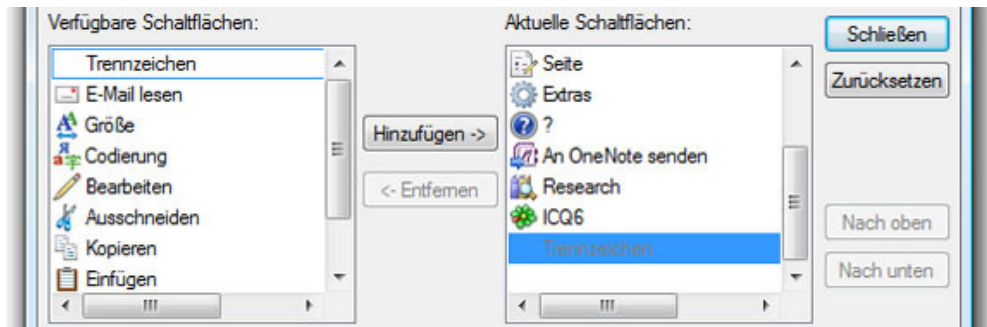 Verfügbare Schaltflächen:
Trennzeichen
E-Mail lesen
Größe
Codierung
Bearbeiten
Ausschneiden
Kopieren
Einfügen
Hinzufügen ->
<- Entfernen
Aktuelle Schaltflächen:
Seite
Extras
?
An OneNote senden
Research
ICQ6
Trennzeichen
Schließen
Zurücksetzen
Nach oben
Nach unten